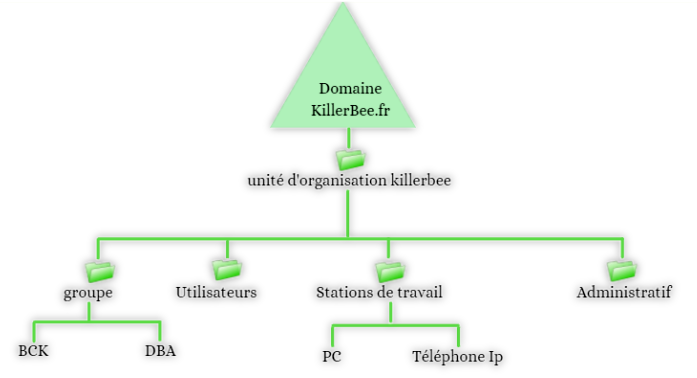 Domaine
KillerBee.fr
unité d'organisation killerbee
groupe
Utilisateurs
Stations de travail
Administratif
BCK
DBA
PC
Téléphone Ip